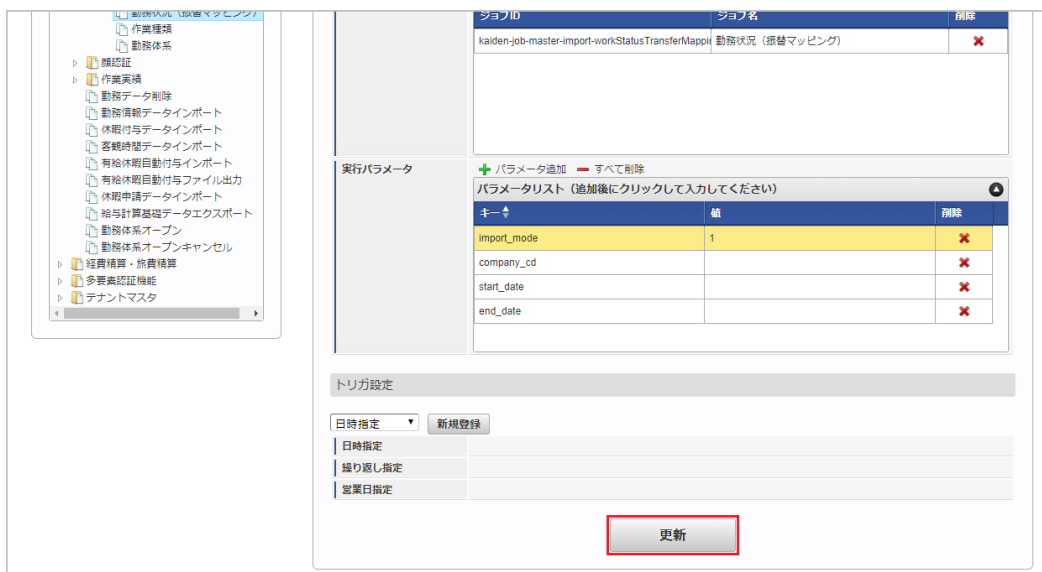 勤務状況（振替マッピング）
作業種類
勤務体系
顔認証
作業実績
勤務データ削除
勤務情報データインポート
休暇付与データインポート
客観時間データインポート
有給休暇自動付与インポート
有給休暇自動付与ファイル出力
休暇申請データインポート
給与計算基礎データエクスポート
勤務体系オープン
勤務体系オープンキャンセル
経費精算・旅費精算
多要素認証機能
テナントマスタ
ジョブID ジョブ名 削除
kaiden-job-master-import-workStatusTransferMappin 勤務状況（振替マッピング）
実行パラメータ
パラメータ追加 すべて削除
パラメータリスト（追加後にクリックして入力してください）
キー 値 削除
import_mode 1
company_cd
start_date
end_date
トリガ設定
日時指定 新規登録
日時指定
繰り返し指定
営業日指定
更新